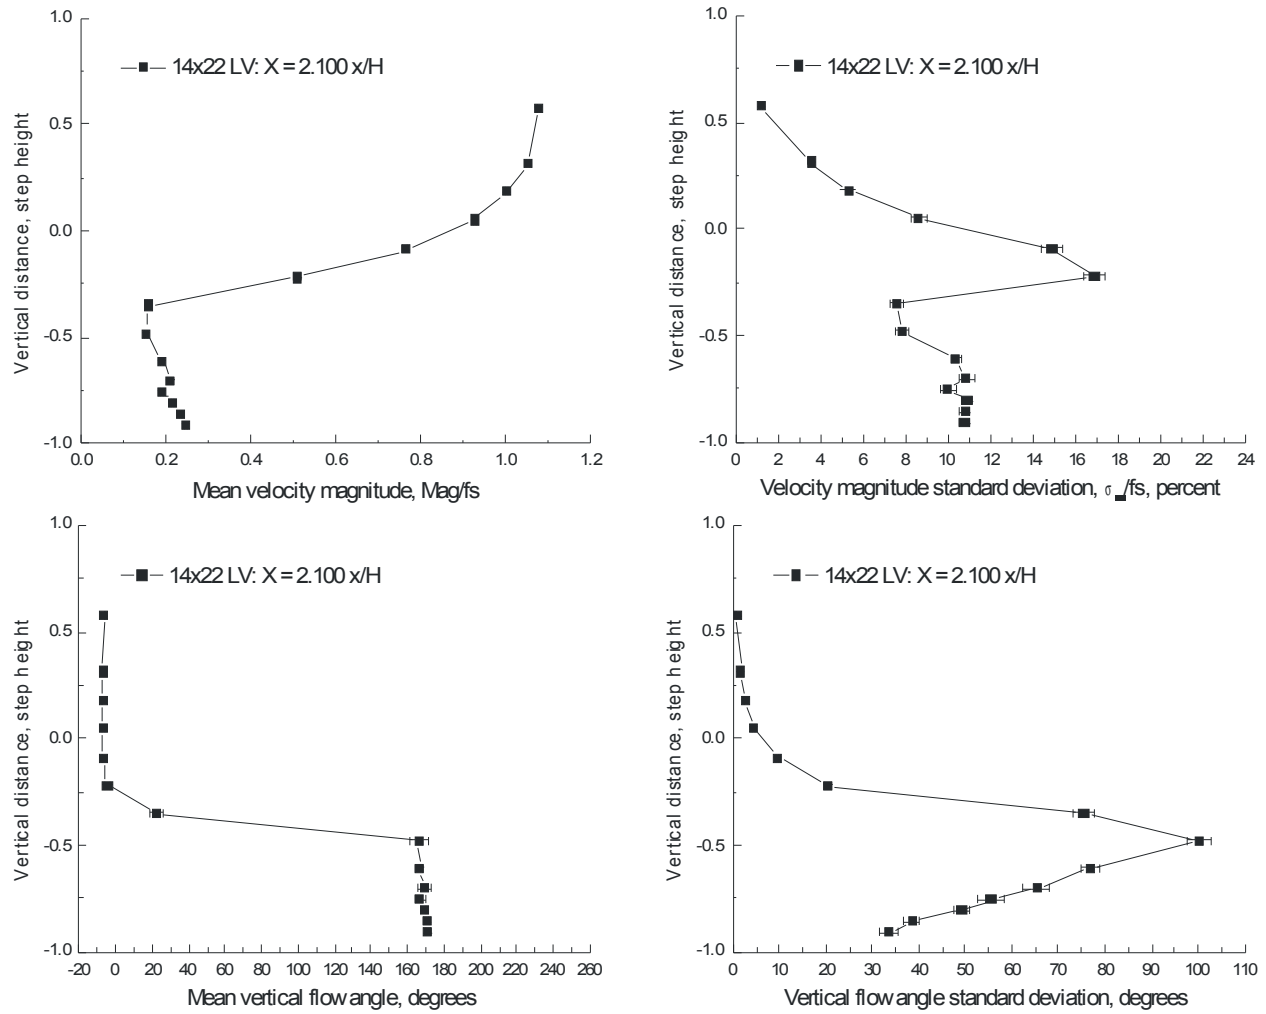 1.0
14x22 LV: X = 2.100 x/H
0.5
0.0
-0.5
-1.0
Vertical distance, step height
0.0 0.2 0.4 0.6 0.8 1.0 1.2
Mean velocity magnitude, Mag/fs
1.0
14x22 LV: X = 2.100 x/H
0.5
0.0
-0.5
-1.0
Vertical distance, step height
0 2 4 6 8 10 12 14 16 18 20 22 24
Velocity magnitude standard deviation, σ /fs, percent
1.0
14x22 LV: X = 2.100 x/H
0.5
0.0
-0.5
-1.0
Vertical distance, step height
-20 0 20 40 60 80 100 120 140 160 180 200 220 240 260
Mean vertical flow angle, degrees
1.0
14x22 LV: X = 2.100 x/H
0.5
0.0
-0.5
-1.0
Vertical distance, step height
0 10 20 30 40 50 60 70 80 90 100 110
Vertical flow angle standard deviation, degrees